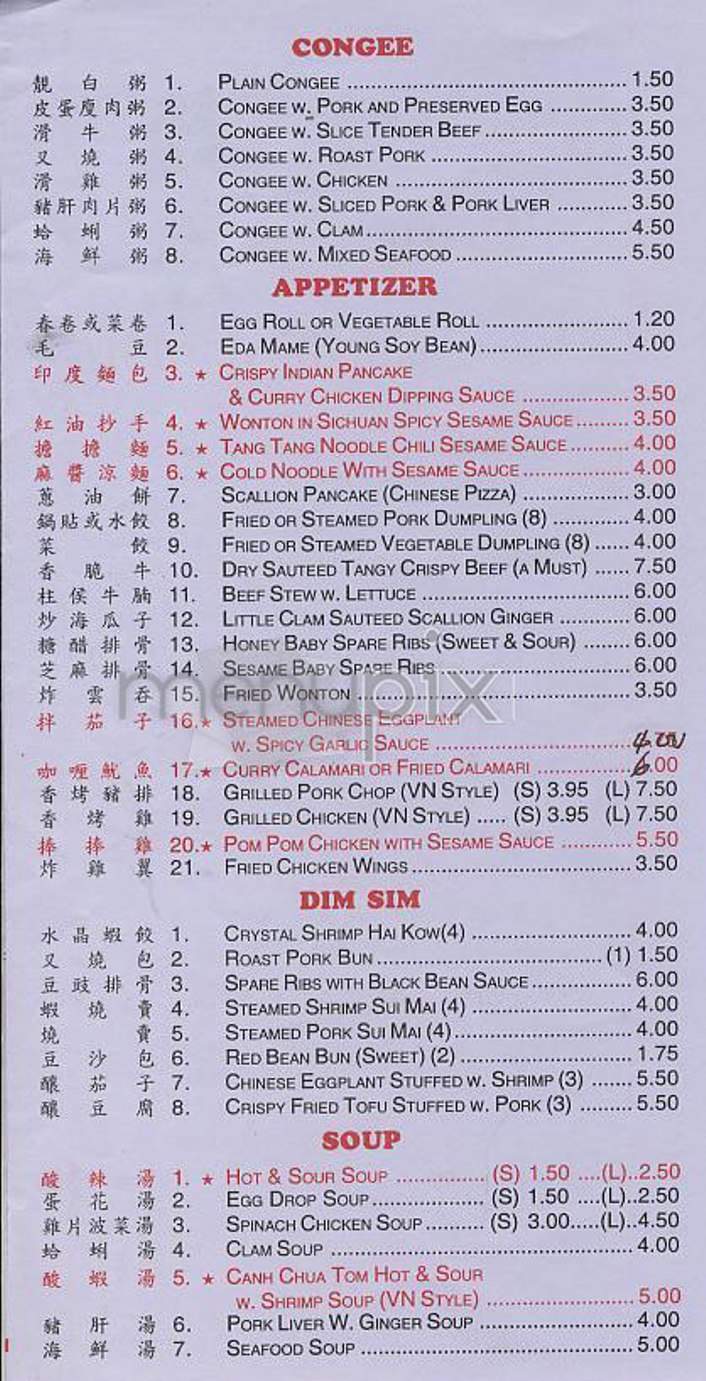 CONGEE
靚白粥 1. PLAIN CONGEE ........ 1.50
皮蛋廋肉粥 2. CONGEE W. PORK AND PRESERVED EGG ........ 3.50
滑牛粥 3. CONGEE W. SLICE TENDER BEEF ........ 3.50
叉燒粥 4. CONGEE W. ROAST PORK ........ 3.50
滑雞粥 5. CONGEE W. CHICKEN ........ 3.50
豬肝肉片粥 6. CONGEE W. SLICED PORK & PORK LIVER ........ 3.50
蛤蜊粥 7. CONGEE W. CLAM ........ 4.50
海鮮粥 8. CONGEE W. MIXED SEAFOOD ........ 5.50
APPETIZER
春卷或菜卷 1. EGG ROLL OR VEGETABLE ROLL ........ 1.20
毛豆 2. EDA MAME (YOUNG SOY BEAN) ........ 4.00
印度麵包 3. ★ CRISPY INDIAN PANCAKE
& CURRY CHICKEN DIPPING SAUCE ........ 3.50
紅油抄手 4. ★ WONTON IN SICHUAN SPICY SESAME SAUCE ........ 3.50
擔擔麵 5. ★ TANG TANG NOODLE CHILI SESAME SAUCE ........ 4.00
麻醬涼麵 6. ★ COLD NOODLE WITH SESAME SAUCE ........ 4.00
蔥油餅 7. SCALLION PANCAKE (CHINESE PIZZA) ........ 3.00
鍋貼或水餃 8. FRIED OR STEAMED PORK DUMPLING (8) ........ 4.00
菜餃 9. FRIED OR STEAMED VEGETABLE DUMPLING (8) ...... 4.00
香脆牛 10. DRY SAUTEED TANGY CRISPY BEEF (A MUST) ...... 7.50
柱侯牛腩 11. BEEF STEW W. LETTUCE ........ 6.00
炒海瓜子 12. LITTLE CLAM SAUTEED SCALLION GINGER ........ 6.00
糖醋排骨 13. HONEY BABY SPARE RIBS (SWEET & SOUR) ........ 6.00
芝麻排骨 14. SESAME BABY SPARE RIBS ........ 6.00
炸雲吞 15. FRIED WONTON ........ 3.50
拌茄子 16. ★ STEAMED CHINESE EGGPLANT
W. SPICY GARLIC SAUCE ........ 4.00
咖喱魷魚 17. ★ CURRY CALAMARI OR FRIED CALAMARI ........ 6.00
香烤豬排 18. GRILLED PORK CHOP (VN STYLE) (S) 3.95 (L) 7.50
香烤雞 19. GRILLED CHICKEN (VN STYLE) ..... (S) 3.95 (L) 7.50
捧捧雞 20. ★ POM POM CHICKEN WITH SESAME SAUCE ........ 5.50
炸雞翼 21. FRIED CHICKEN WINGS ........ 3.50
DIM SIM
水晶蝦餃 1. CRYSTAL SHRIMP HAI KOW(4) ........ 4.00
叉燒包 2. ROAST PORK BUN ........ (1) 1.50
豆豉排骨 3. SPARE RIBS WITH BLACK BEAN SAUCE ........ 6.00
蝦燒賣 4. STEAMED SHRIMP SUI MAI (4) ........ 4.00
燒賣 5. STEAMED PORK SUI MAI (4) ........ 4.00
豆沙包 6. RED BEAN BUN (SWEET) (2) ........ 1.75
釀茄子 7. CHINESE EGGPLANT STUFFED W. SHRIMP (3) ....... 5.50
釀豆腐 8. CRISPY FRIED TOFU STUFFED W. PORK (3) ......... 5.50
SOUP
酸辣湯 1. ★ HOT & SOUR SOUP ........ (S) 1.50 ....(L)..2.50
蛋花湯 2. EGG DROP SOUP ........ (S) 1.50 ....(L)..2.50
雞片波菜湯 3. SPINACH CHICKEN SOUP ........ (S) 3.00.....(L)..4.50
蛤蜊湯 4. CLAM SOUP ........ 4.00
酸蝦湯 5. ★ CANH CHUA TOM HOT & SOUR
W. SHRIMP SOUP (VN STYLE) ........ 5.00
豬肝湯 6. PORK LIVER W. GINGER SOUP ........ 4.00
海鮮湯 7. SEAFOOD SOUP ........ 5.00
menupix